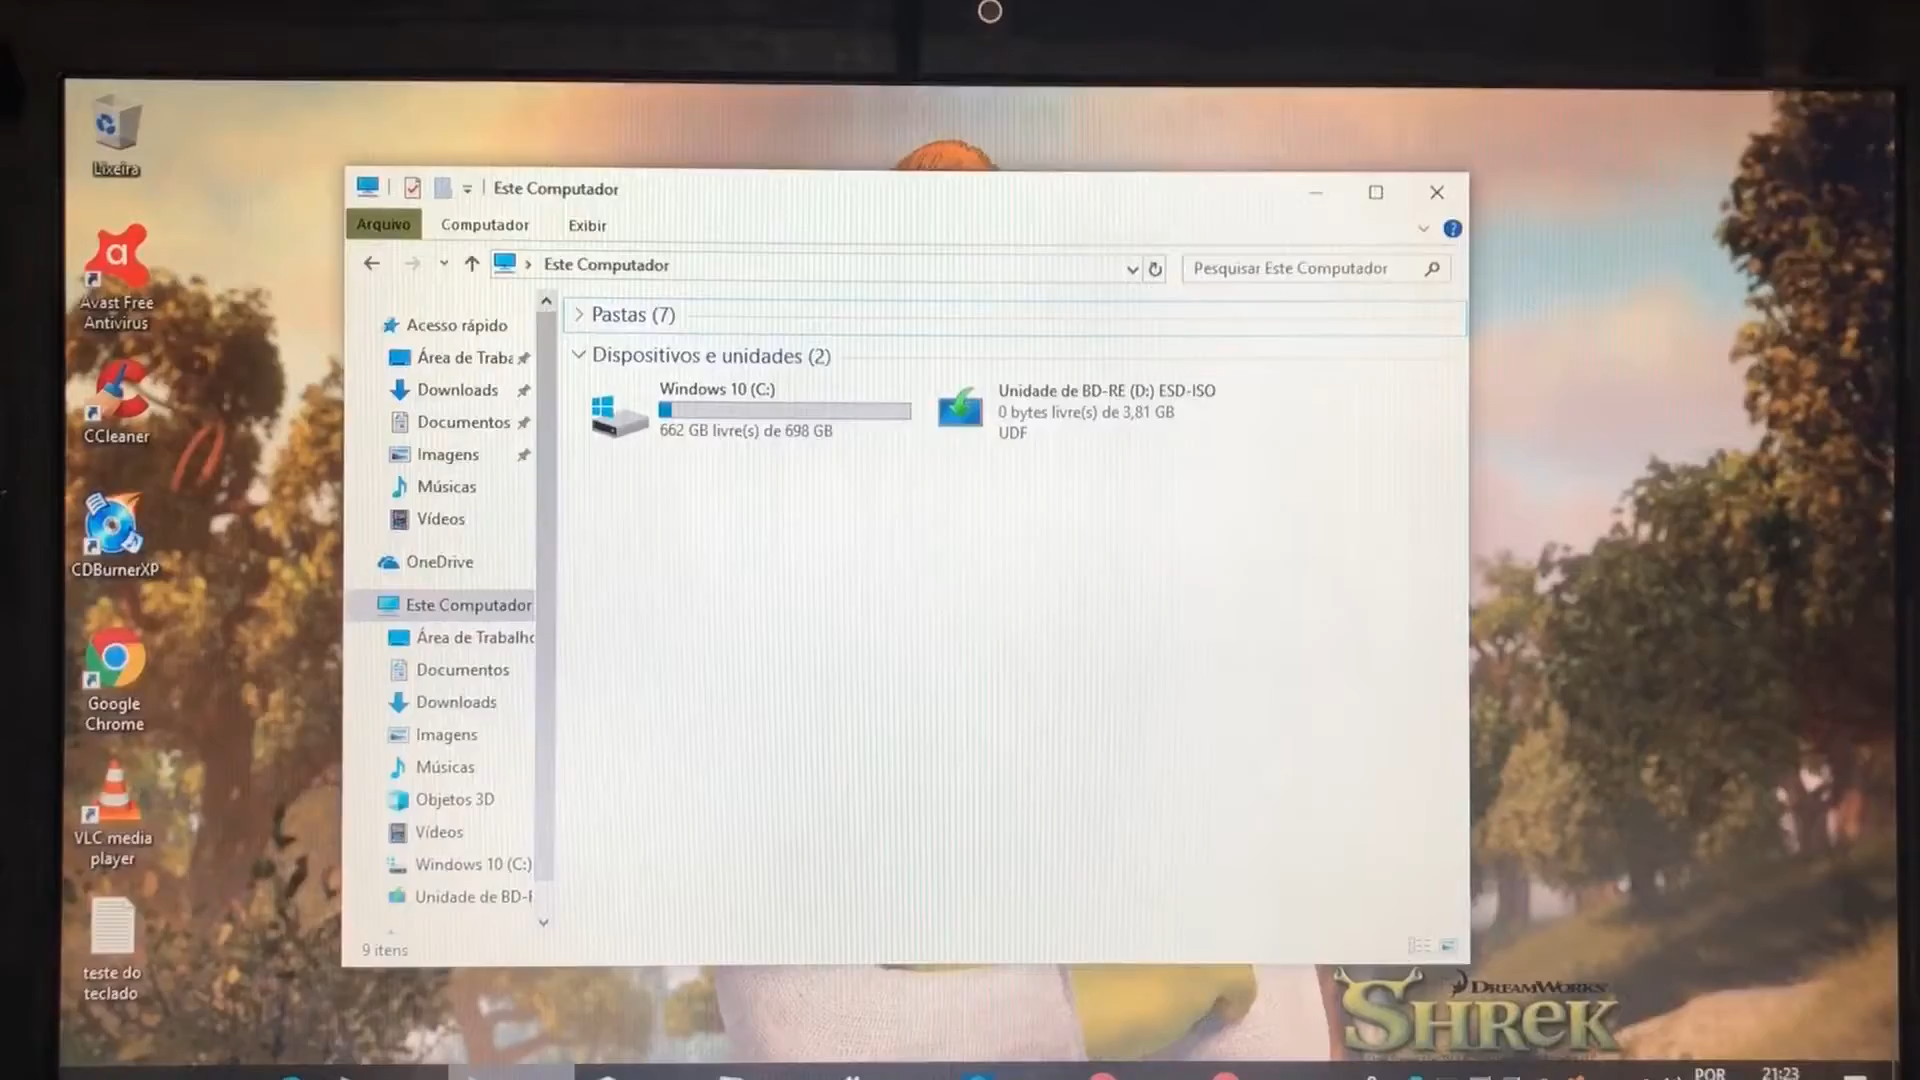 Lixeira
Avast Free
Antivirus
CCleaner
CDBurnerXP
Google
Chrome
VLC media
player
teste do
teclado
Este Computador
Arquivo
Computador
Exibir
Este Computador
Pesquisar Este Computador
Acesso rápido
Área de Traba
Downloads
Documentos
Imagens
Músicas
Vídeos
OneDrive
Este Computador
Área de Trabalho
Documentos
Downloads
Imagens
Músicas
Objetos 3D
Vídeos
Windows 10 (C:)
Unidade de BD-R
9 itens
Pastas (7)
Dispositivos e unidades (2)
Windows 10 (C:)
662 GB livre(s) de 698 GB
Unidade de BD-RE (D:) ESD-ISO
0 bytes livre(s) de 3,81 GB
UDF
DREAMWORKS
SHREK
POR
21:23